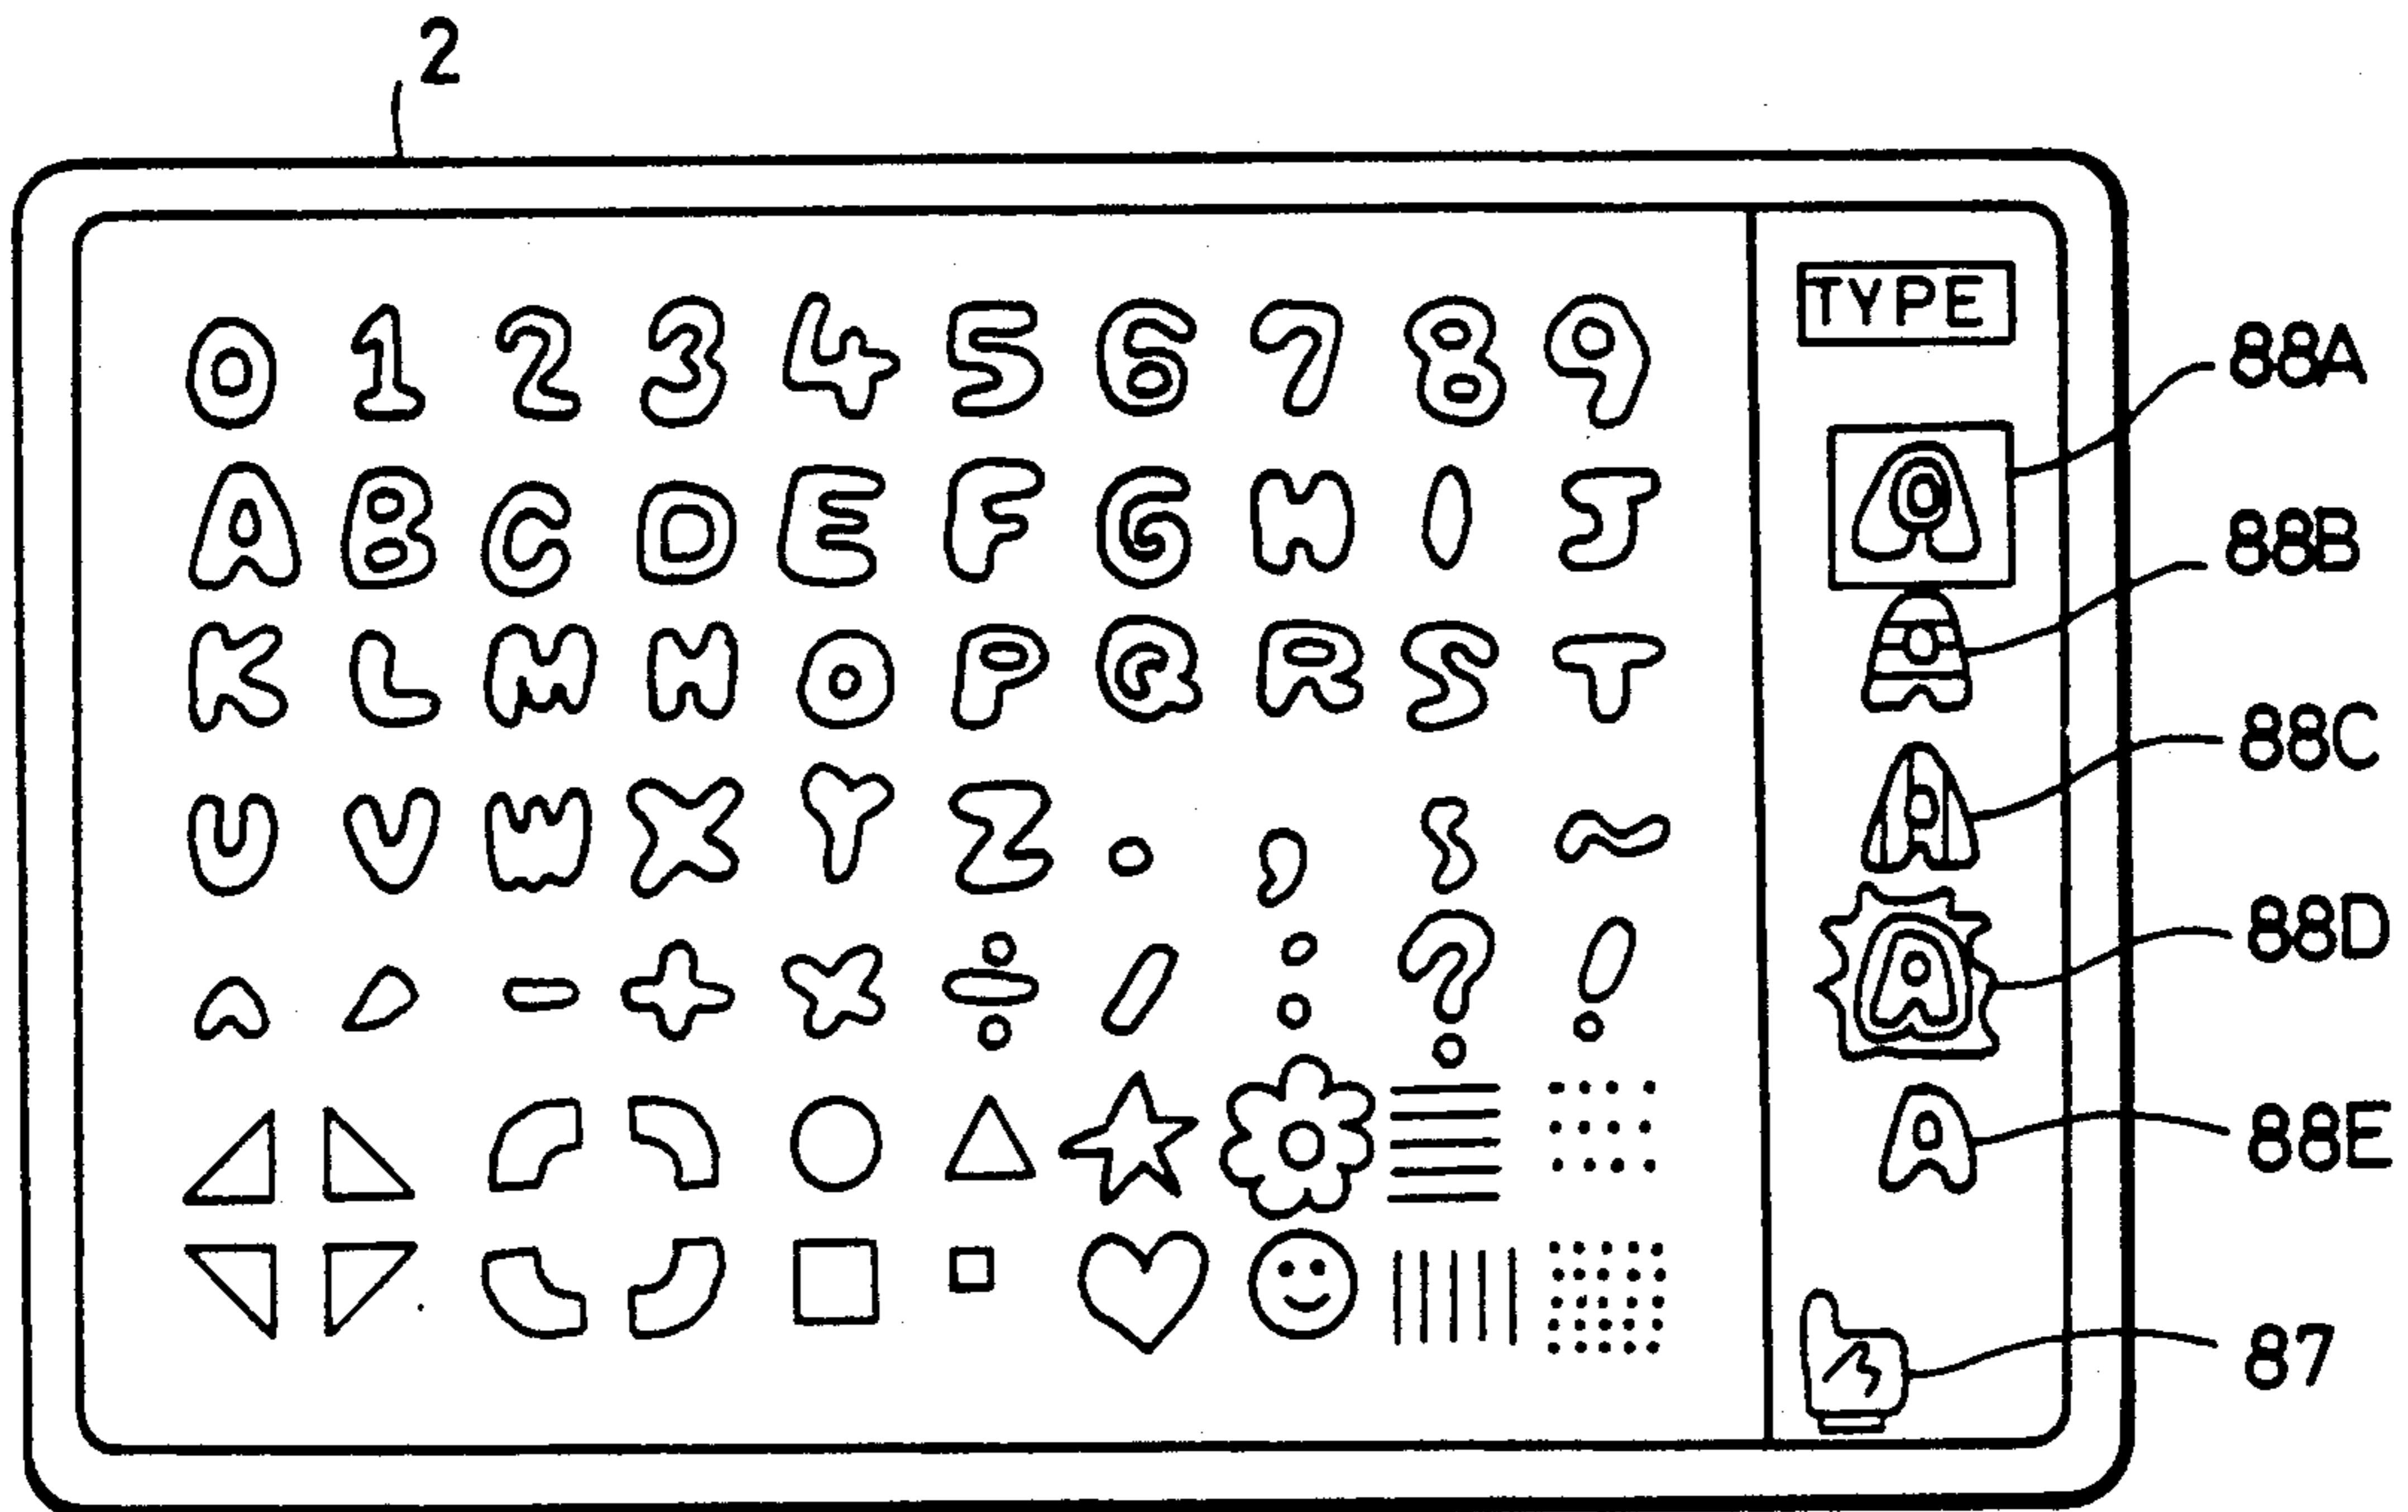 2
TYPE
0 1 2 3 4 5 6 7 8 9
A B C D E F G H I J
K L M N O P Q R S T
U V W X Y Z . , ~
- + × ÷ / : ? !
A
A
A
A
A
88A
88B
88C
88D
88E
87